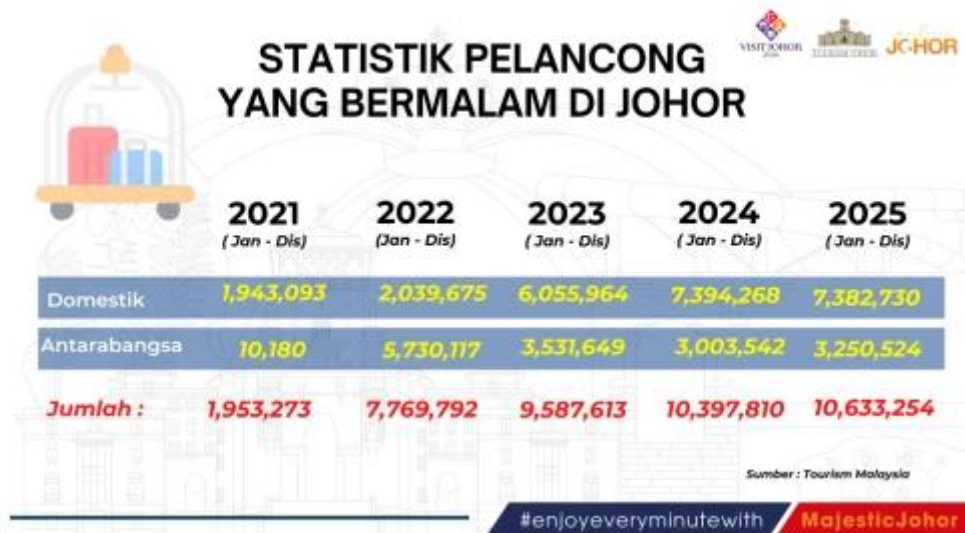 VISIT JOHOR
JOHOR
STATISTIK PELANCONG
YANG BERMALAM DI JOHOR
2021 2022 2023 2024 2025
( Jan - Dis) (Jan - Dis) ( Jan - Dis) ( Jan - Dis) ( Jan - Dis)
Domestik 1,943,093 2,039,675 6,055,964 7,394,268 7,382,730
Antarabangsa 10,180 5,730,117 3,531,649 3,003,542 3,250,524
Jumlah : 1,953,273 7,769,792 9,587,613 10,397,810 10,633,254
Sumber : Tourism Malaysia
#enjoyeveryminutewith MajesticJohor